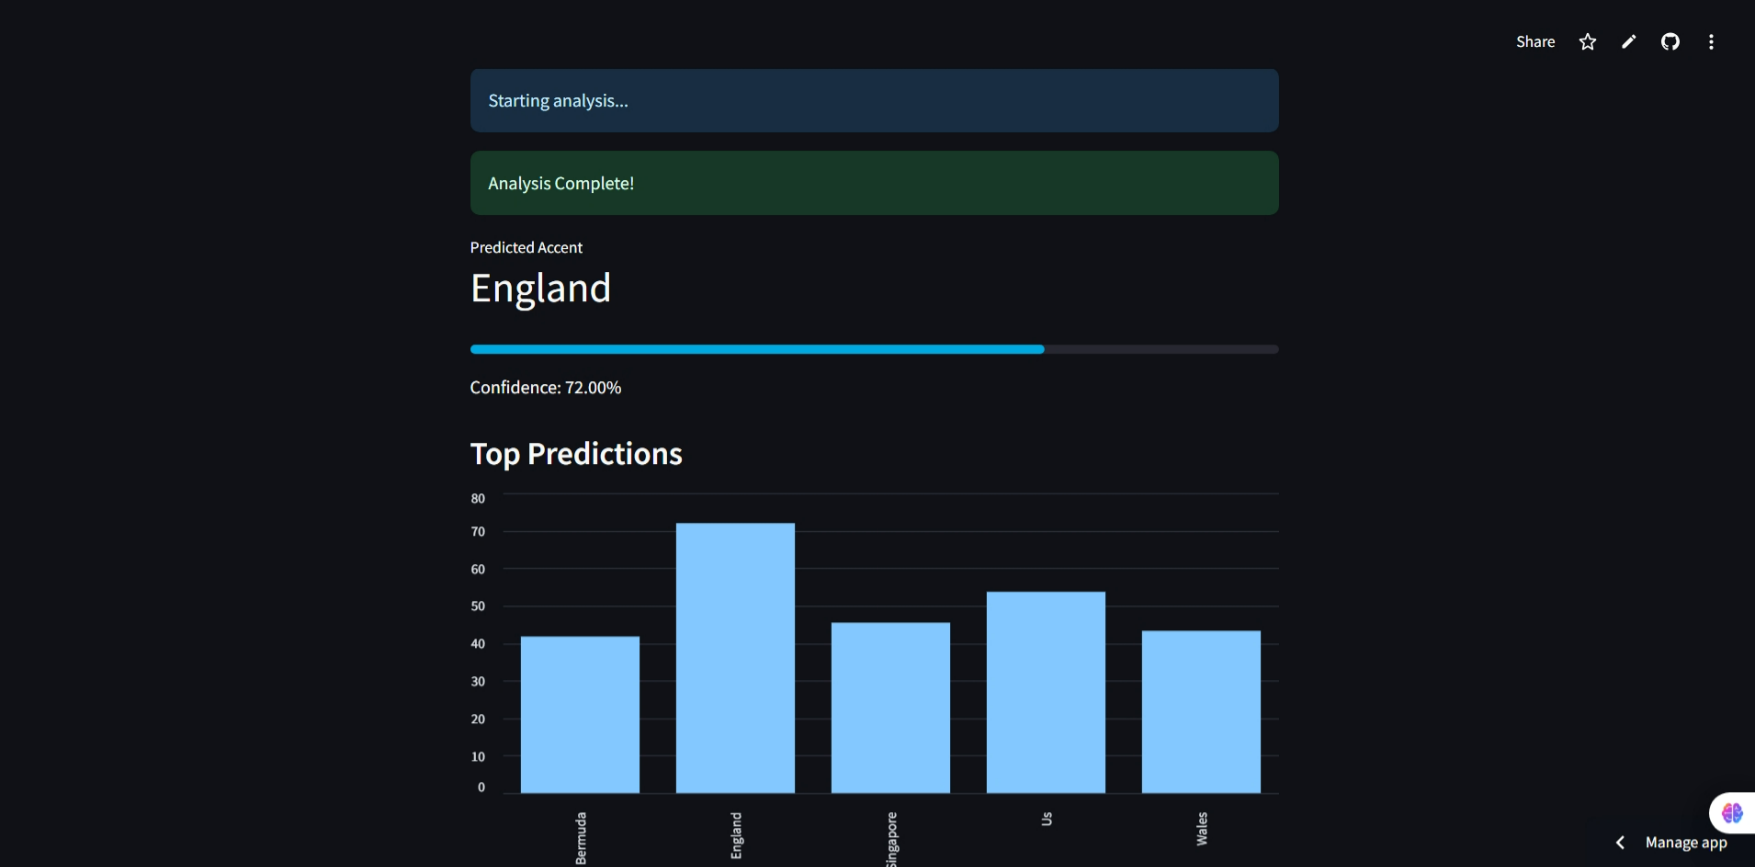 Share
Starting analysis...
Analysis Complete!
Predicted Accent
England
Confidence: 72.00%
Top Predictions
80
70
60
50
40
30
20
10
0
Bermuda
England
Singapore
Us
Wales
Manage app